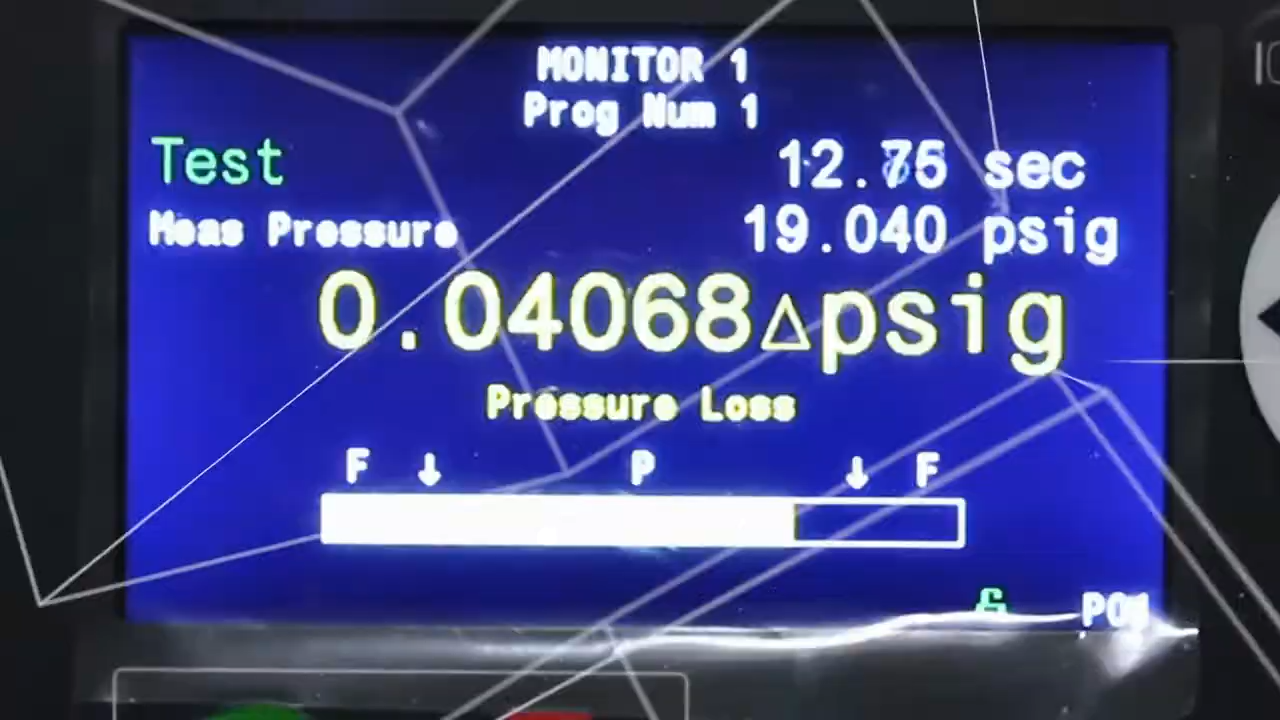 MONITOR 1
Prog Num 1
Test 12.75 sec
Meas Pressure 19.040 psig
0.04068△psig
Pressure Loss
F ↓ P ↓ F